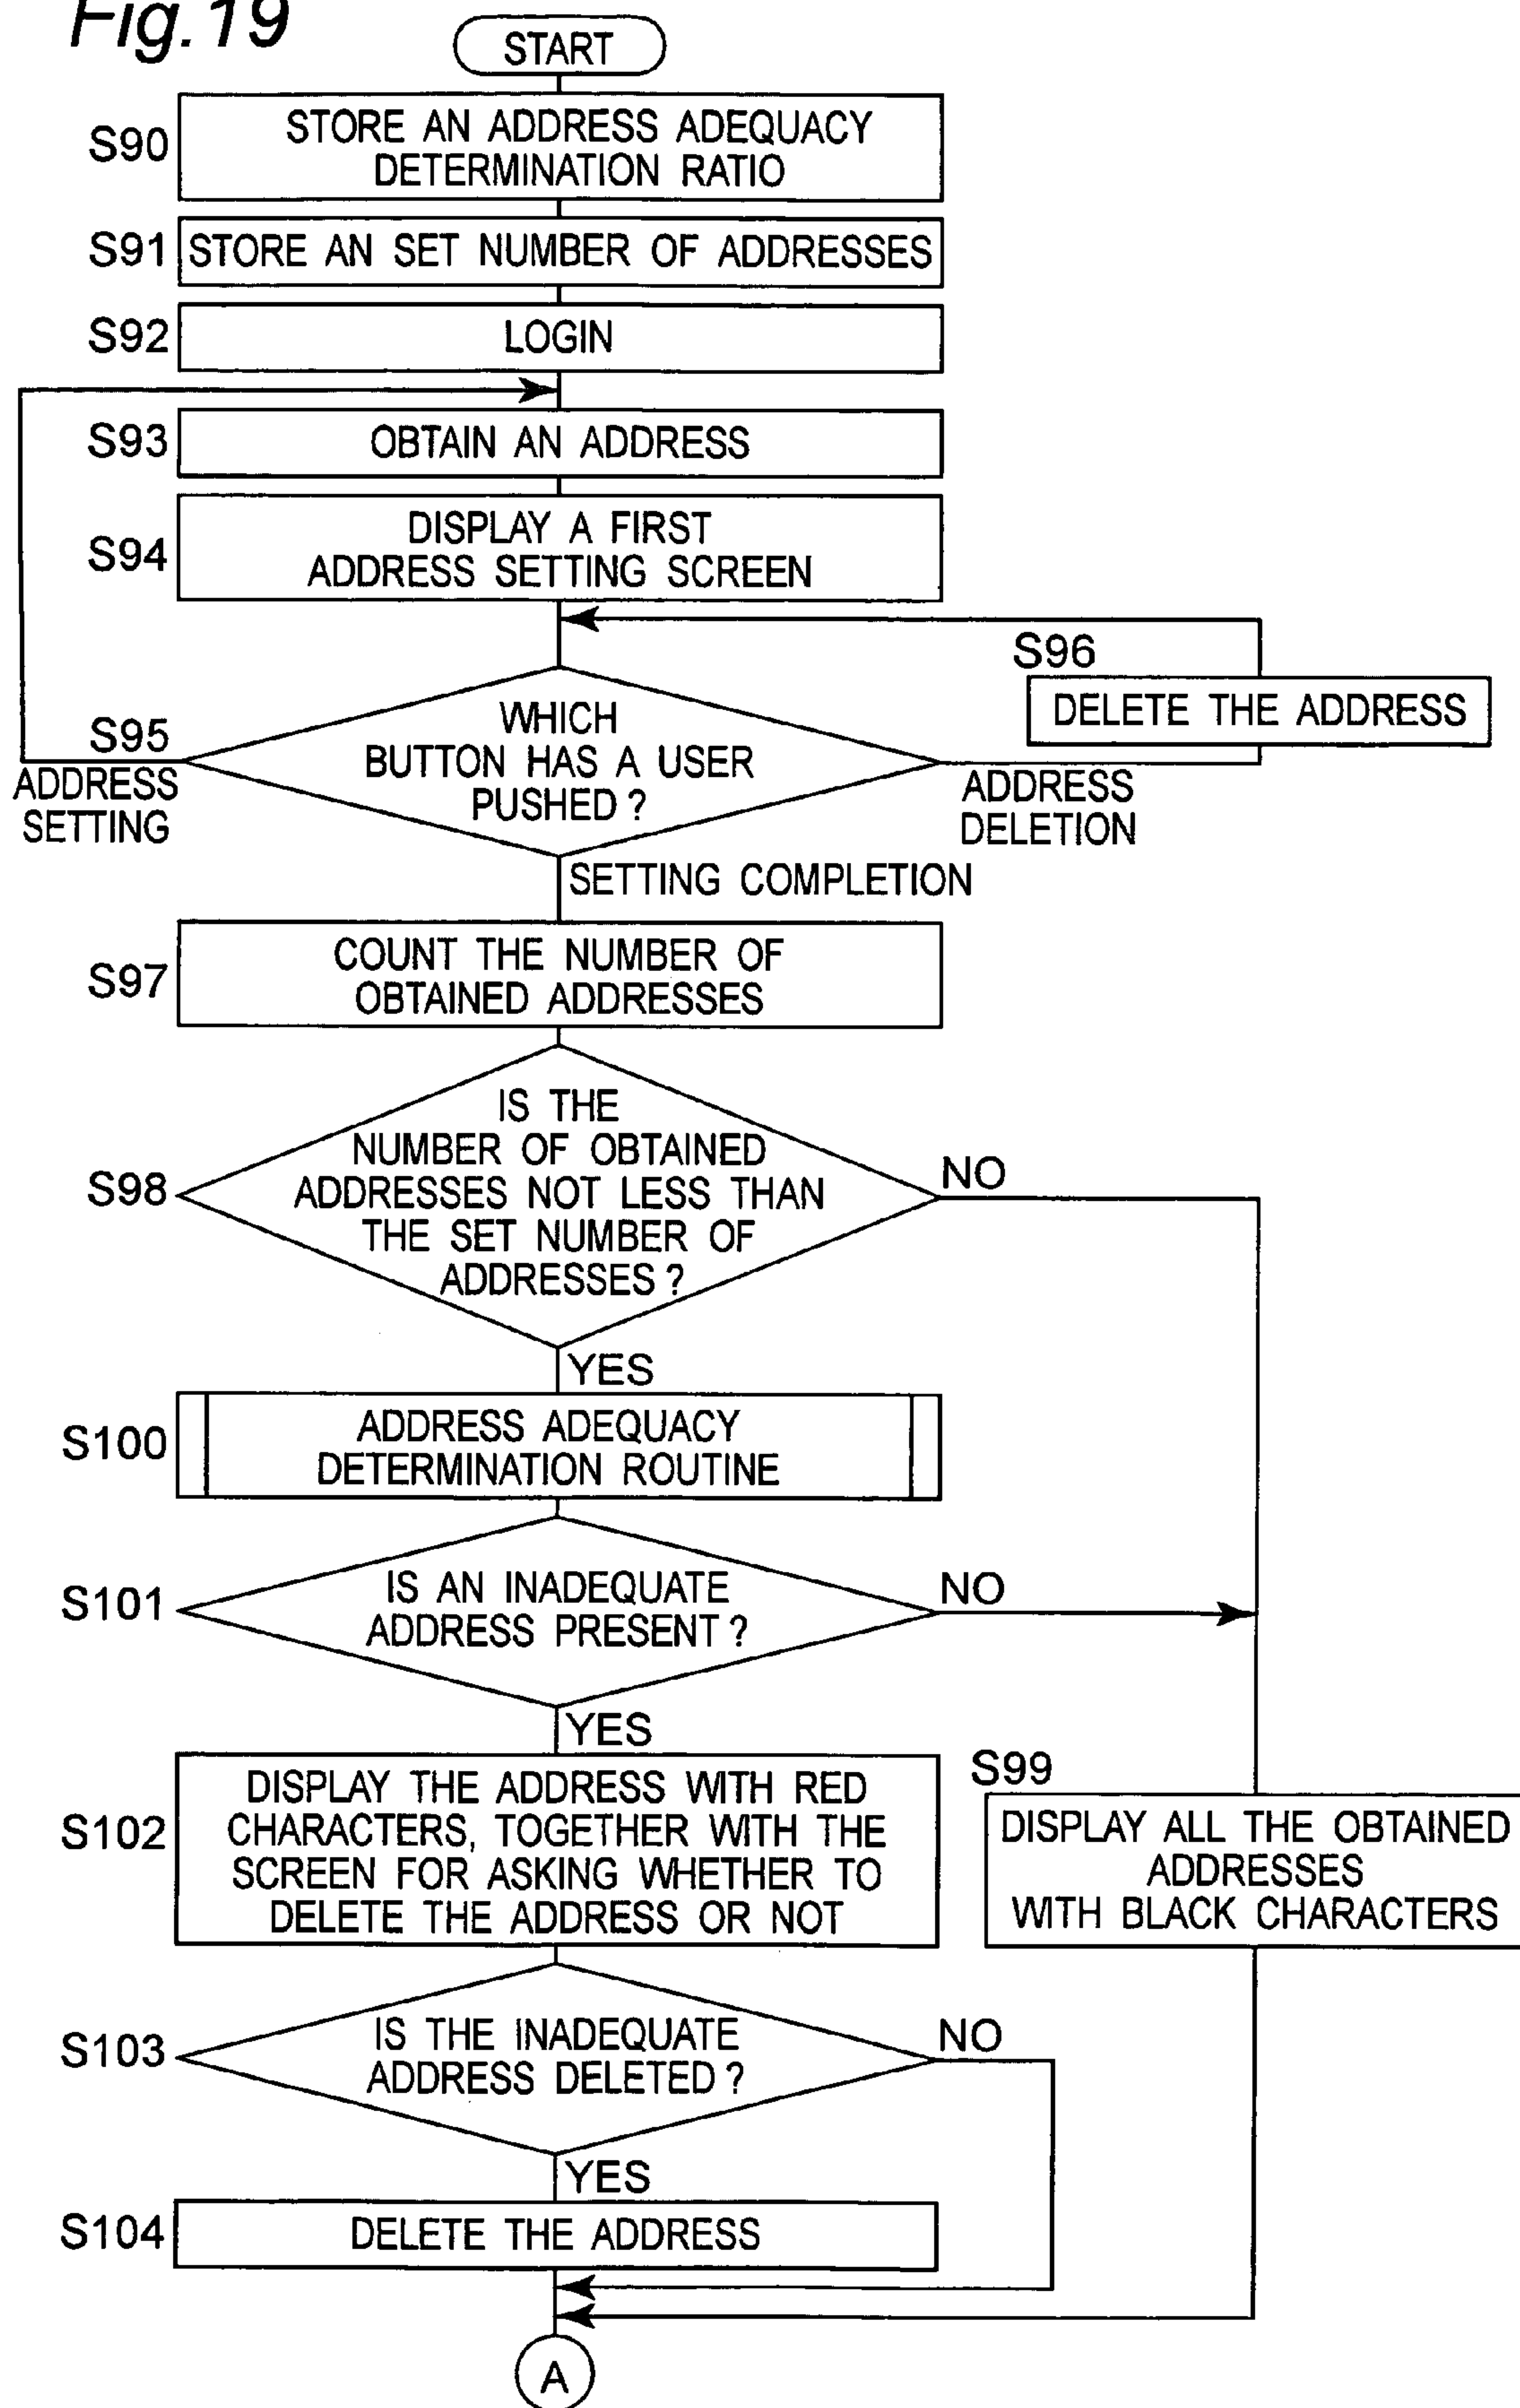 Fig.19
START
S90
STORE AN ADDRESS ADEQUACY
DETERMINATION RATIO
S91
STORE AN SET NUMBER OF ADDRESSES
S92
LOGIN
S93
OBTAIN AN ADDRESS
S94
DISPLAY A FIRST
ADDRESS SETTING SCREEN
S96
DELETE THE ADDRESS
S95
WHICH
BUTTON HAS A USER
PUSHED ?
ADDRESS
SETTING
ADDRESS
DELETION
SETTING COMPLETION
S97
COUNT THE NUMBER OF
OBTAINED ADDRESSES
S98
IS THE
NUMBER OF OBTAINED
ADDRESSES NOT LESS THAN
THE SET NUMBER OF
ADDRESSES ?
NO
YES
S100
ADDRESS ADEQUACY
DETERMINATION ROUTINE
S101
IS AN INADEQUATE
ADDRESS PRESENT ?
NO
YES
S102
DISPLAY THE ADDRESS WITH RED
CHARACTERS, TOGETHER WITH THE
SCREEN FOR ASKING WHETHER TO
DELETE THE ADDRESS OR NOT
S99
DISPLAY ALL THE OBTAINED
ADDRESSES
WITH BLACK CHARACTERS
S103
IS THE INADEQUATE
ADDRESS DELETED ?
NO
YES
S104
DELETE THE ADDRESS
A